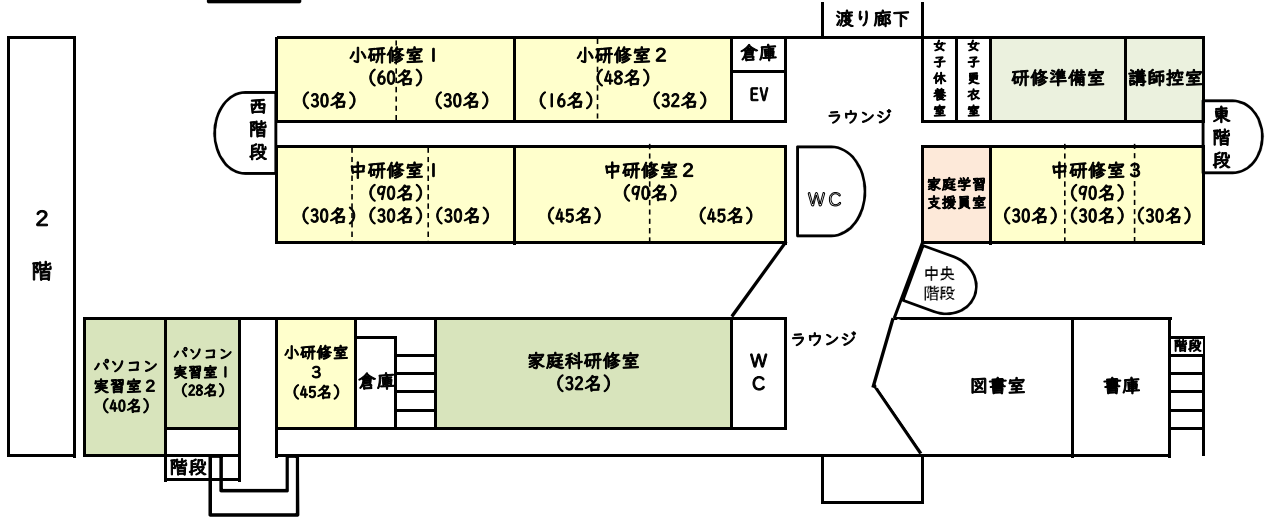 渡り廊下
2
階
西
階
段
小研修室1
(60名)
(30名) (30名)
小研修室2
(48名)
(16名) (32名)
倉庫
EV
ラウンジ
女子休養室
女子更衣室
研修準備室
講師控室
東
階
段
中研修室1
(90名)
(30名) (30名) (30名)
中研修室2
(90名)
(45名) (45名)
WC
家庭学習
支援員室
中研修室3
(90名)
(30名) (30名) (30名)
中央
階段
パソコン
実習室2
(40名)
パソコン
実習室1
(28名)
小研修室
3
(45名)
倉庫
家庭科研修室
(32名)
W
C
ラウンジ
図書室
書庫
階段
階段